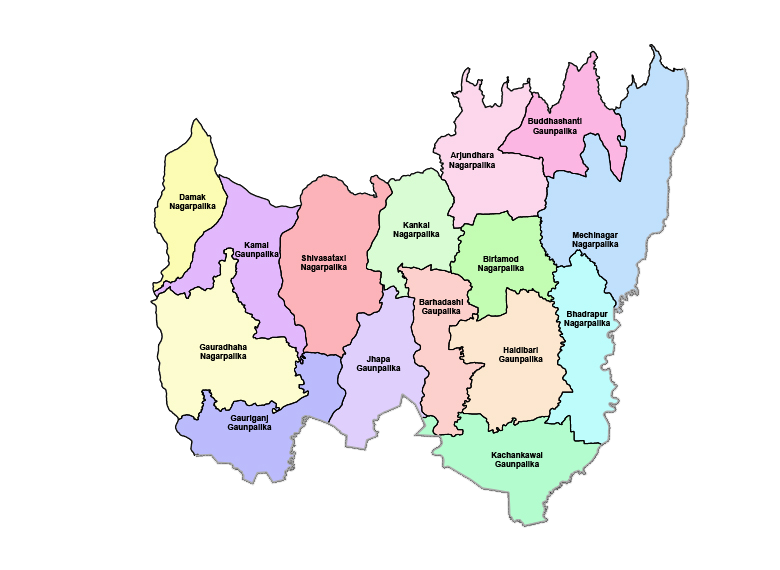 Buddhashanti
Gaunpalika
Arjundhara
Nagarpalika
Damak
Nagarpalika
Kankai
Nagarpalika
Mechinagar
Nagarpalika
Kamal
Gaunpalika
Shivasataxi
Nagarpalika
Birtamod
Nagarpalika
Barhadashi
Gaupalika
Bhadrapur
Nagarpalika
Gauradhaha
Nagarpalika
Haldibari
Gaunpalika
Jhapa
Gaunpalika
Gauriganj
Gaunpalika
Kachankawal
Gaunpalika